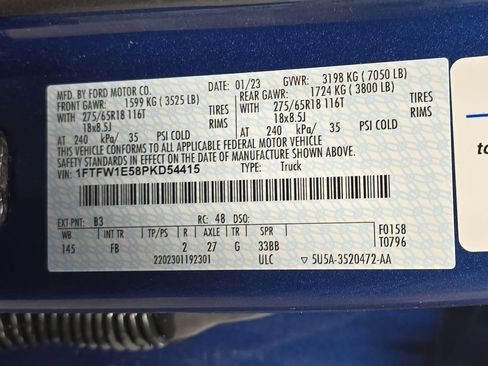 MFD. BY FORD MOTOR CO.
DATE: 01/23 GVWR: 3198 KG ( 7050 LB)
FRONT GAWR: 1599 KG ( 3525 LB) REAR GAWR: 1724 KG ( 3800 LB)
WITH 275/65R18 116T TIRES WITH 275/65R18 116T TIRES
18x8.5J RIMS 18x8.5J RIMS
AT 240 kPa/ 35 PSI COLD AT 240 kPa/ 35 PSI COLD
THIS VEHICLE CONFORMS TO ALL APPLICABLE FEDERAL MOTOR VEHICLE
SAFETY STANDARDS IN EFFECT ON THE DATE OF MANUFACTURE SHOWN ABOVE.
VIN: 1FTFW1E58PKD54415 TYPE: Truck
EXT PNT: B3 RC: 48 DSO:
WB INT TR TP/PS R AXLE TR SPR
145 FB 2 27 G 33BB
F0158
T0796
2202301192301 ULC ▽ 5U5A-3520472-AA